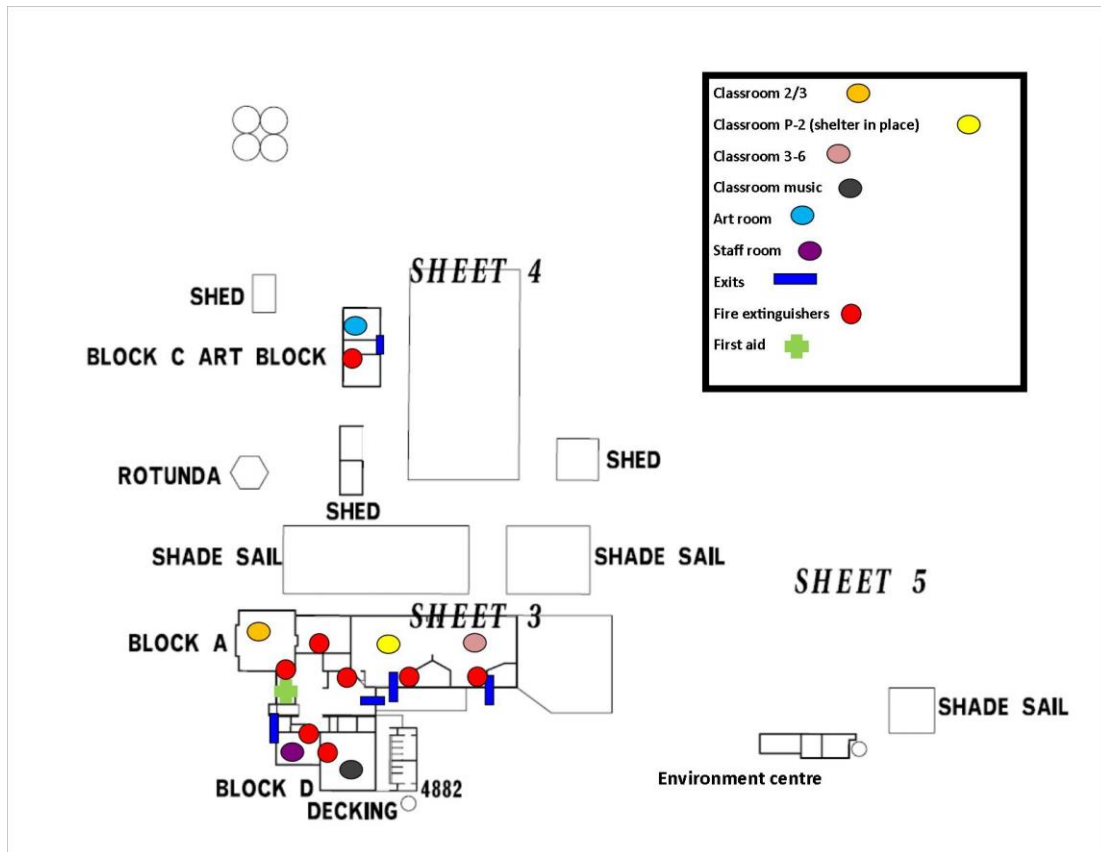 Classroom 2/3
Classroom P-2 (shelter in place)
Classroom 3-6
Classroom music
Art room
Staff room
Exits
Fire extinguishers
First aid
SHEET 4
SHED
BLOCK C ART BLOCK
ROTUNDA
SHED
SHED
SHADE SAIL
SHADE SAIL
SHEET 5
SHEET 3
BLOCK A
SHADE SAIL
Environment centre
BLOCK D
4882
DECKING